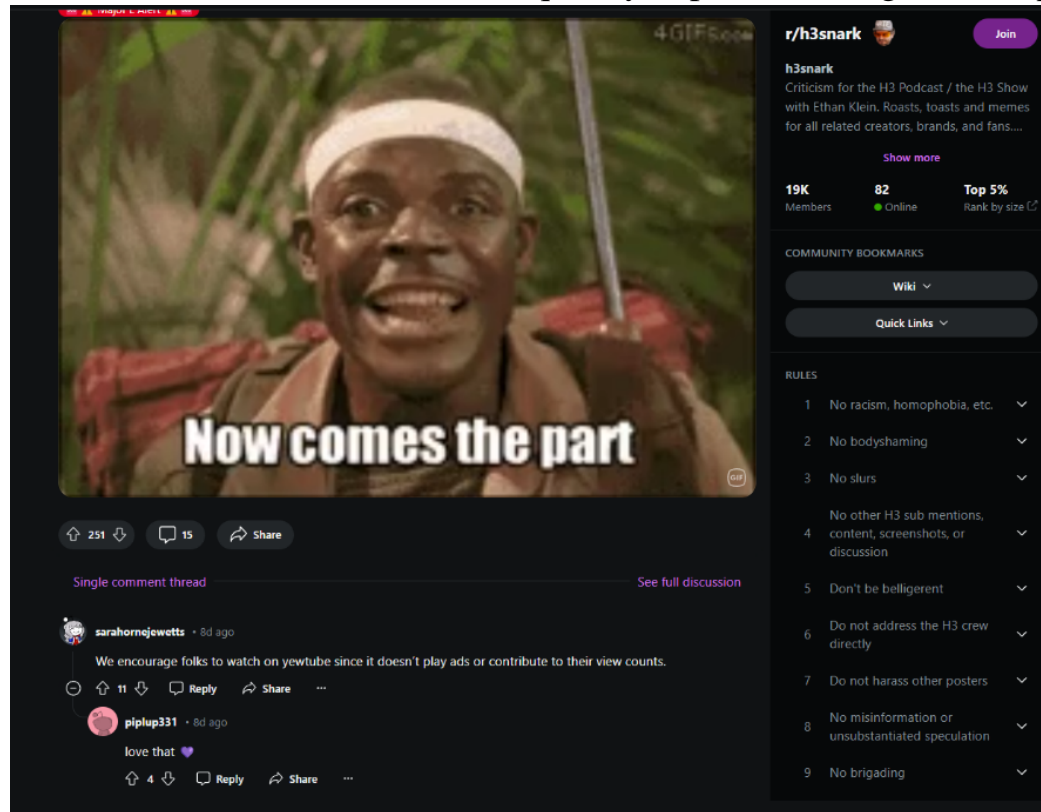 Major L Alert
4GIFs.com
Now comes the part
GIF
251
15
Share
Single comment thread
See full discussion
sarahornejewetts • 8d ago
We encourage folks to watch on yewtube since it doesn't play ads or contribute to their view counts.
11
Reply
Share
piplup331 • 8d ago
love that 💜
4
Reply
Share
r/h3snark
Join
h3snark
Criticism for the H3 Podcast / the H3 Show
with Ethan Klein. Roasts, toasts and memes
for all related creators, brands, and fans....
Show more
19K
82
Top 5%
Members
Online
Rank by size
COMMUNITY BOOKMARKS
Wiki
Quick Links
RULES
1 No racism, homophobia, etc.
2 No bodyshaming
3 No slurs
4 No other H3 sub mentions,
content, screenshots, or
discussion
5 Don't be belligerent
6 Do not address the H3 crew
directly
7 Do not harass other posters
8 No misinformation or
unsubstantiated speculation
9 No brigading